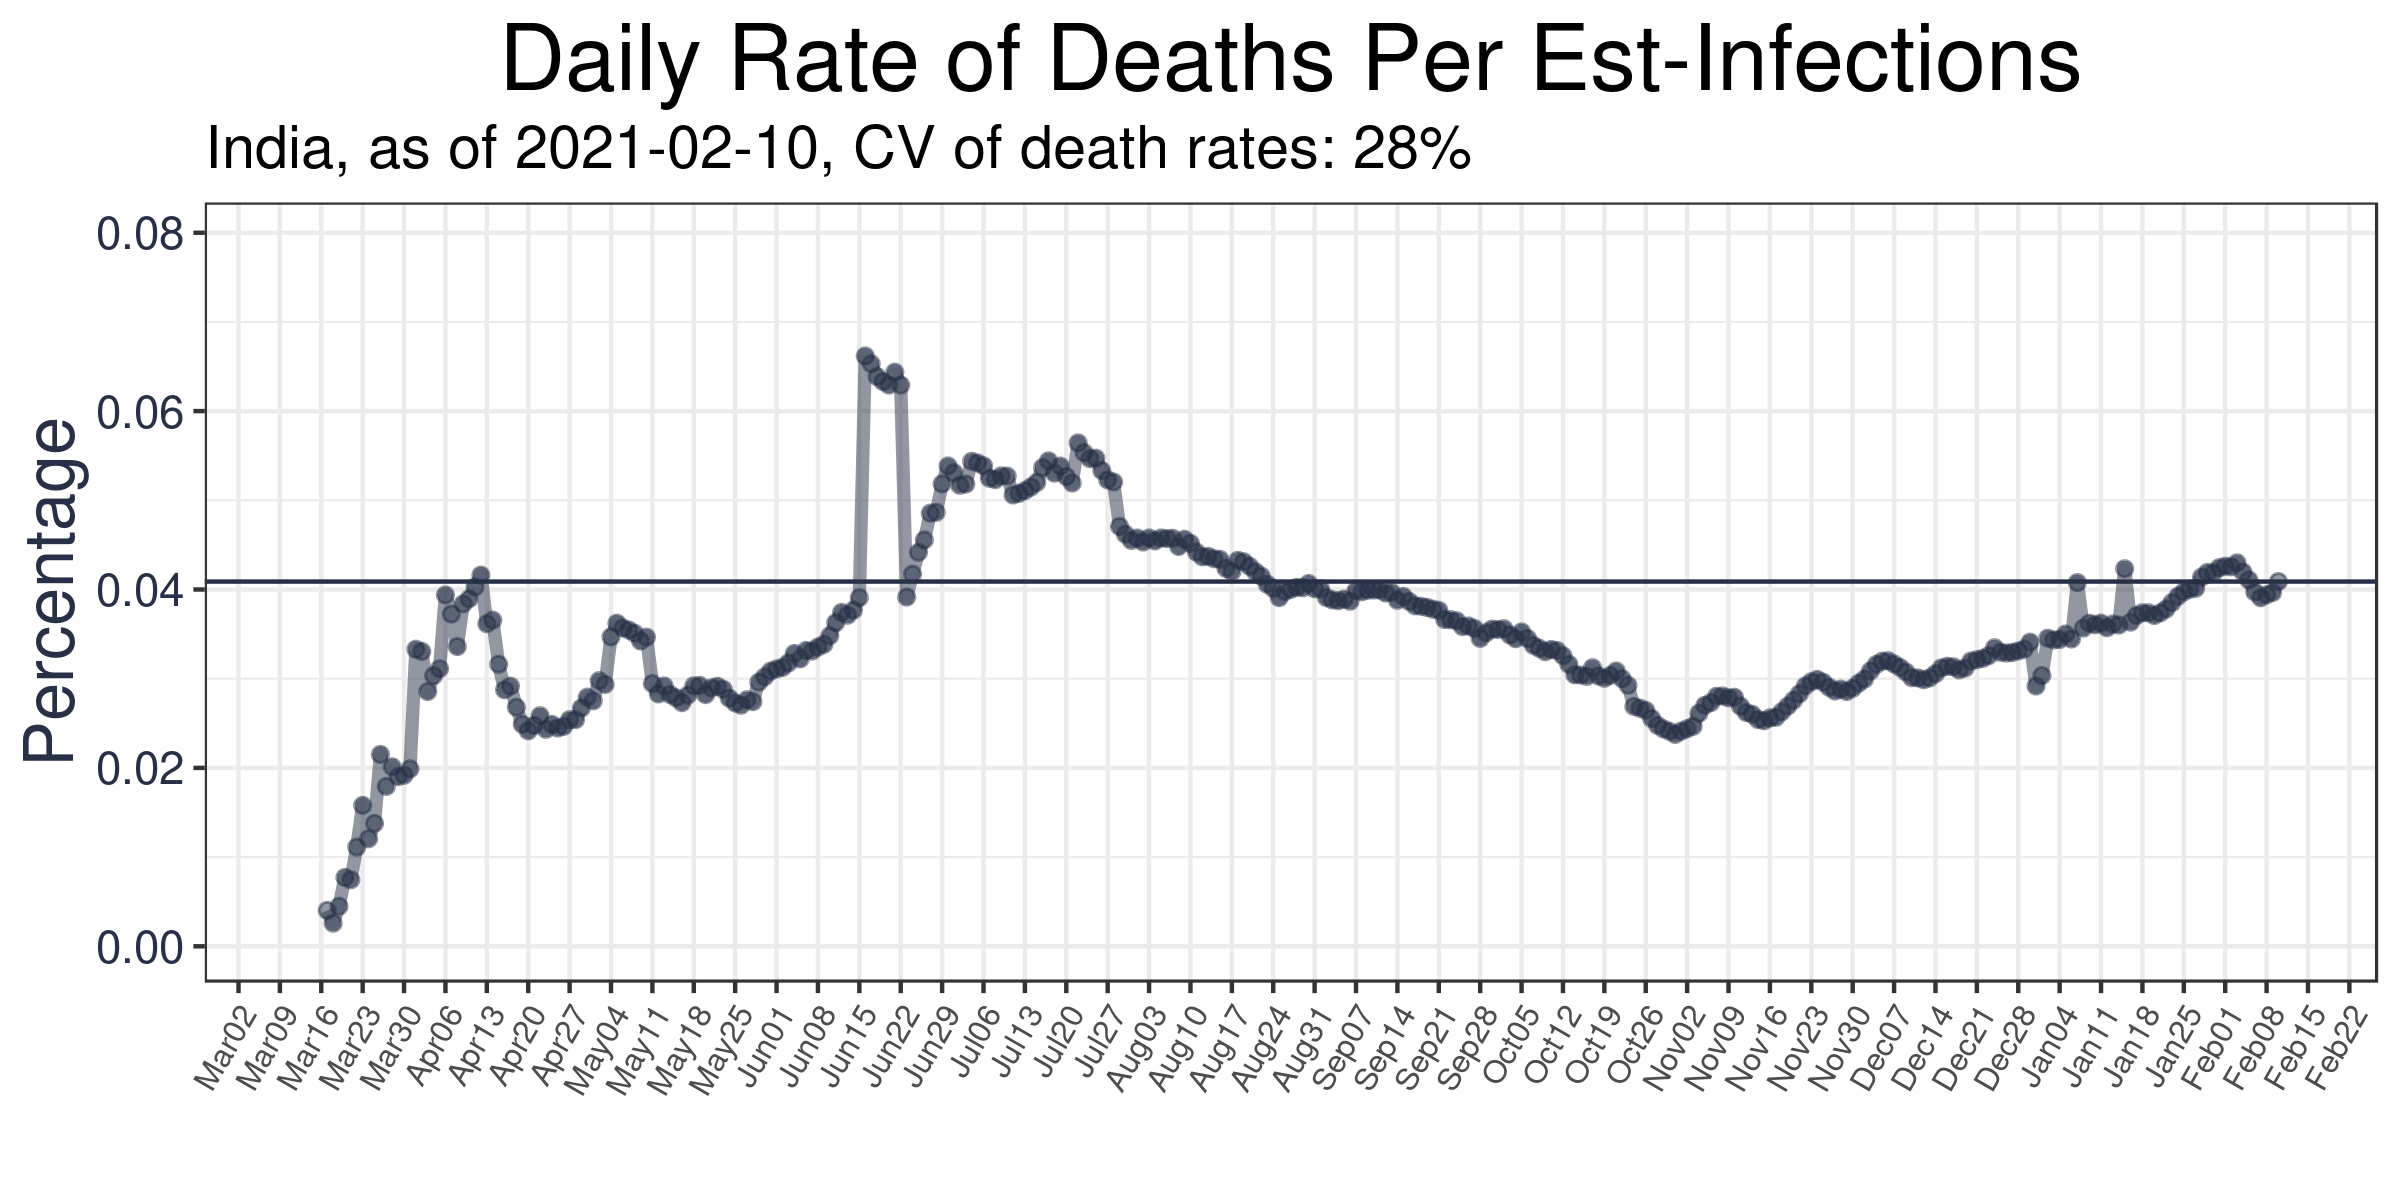 Daily Rate of Deaths Per Est-Infections
India, as of 2021-02-10, CV of death rates: 28%
Percentage
0.08
0.06
0.04
0.02
0.00
Mar02 Mar09 Mar16 Mar23 Mar30 Apr06 Apr13 Apr20 Apr27 May04 May11 May18 May25 Jun01 Jun08 Jun15 Jun22 Jun29 Jul06 Jul13 Jul20 Jul27 Aug03 Aug10 Aug17 Aug24 Aug31 Sep07 Sep14 Sep21 Sep28 Oct05 Oct12 Oct19 Oct26 Nov02 Nov09 Nov16 Nov23 Nov30 Dec07 Dec14 Dec21 Dec28 Jan04 Jan11 Jan18 Jan25 Feb01 Feb08 Feb15 Feb22